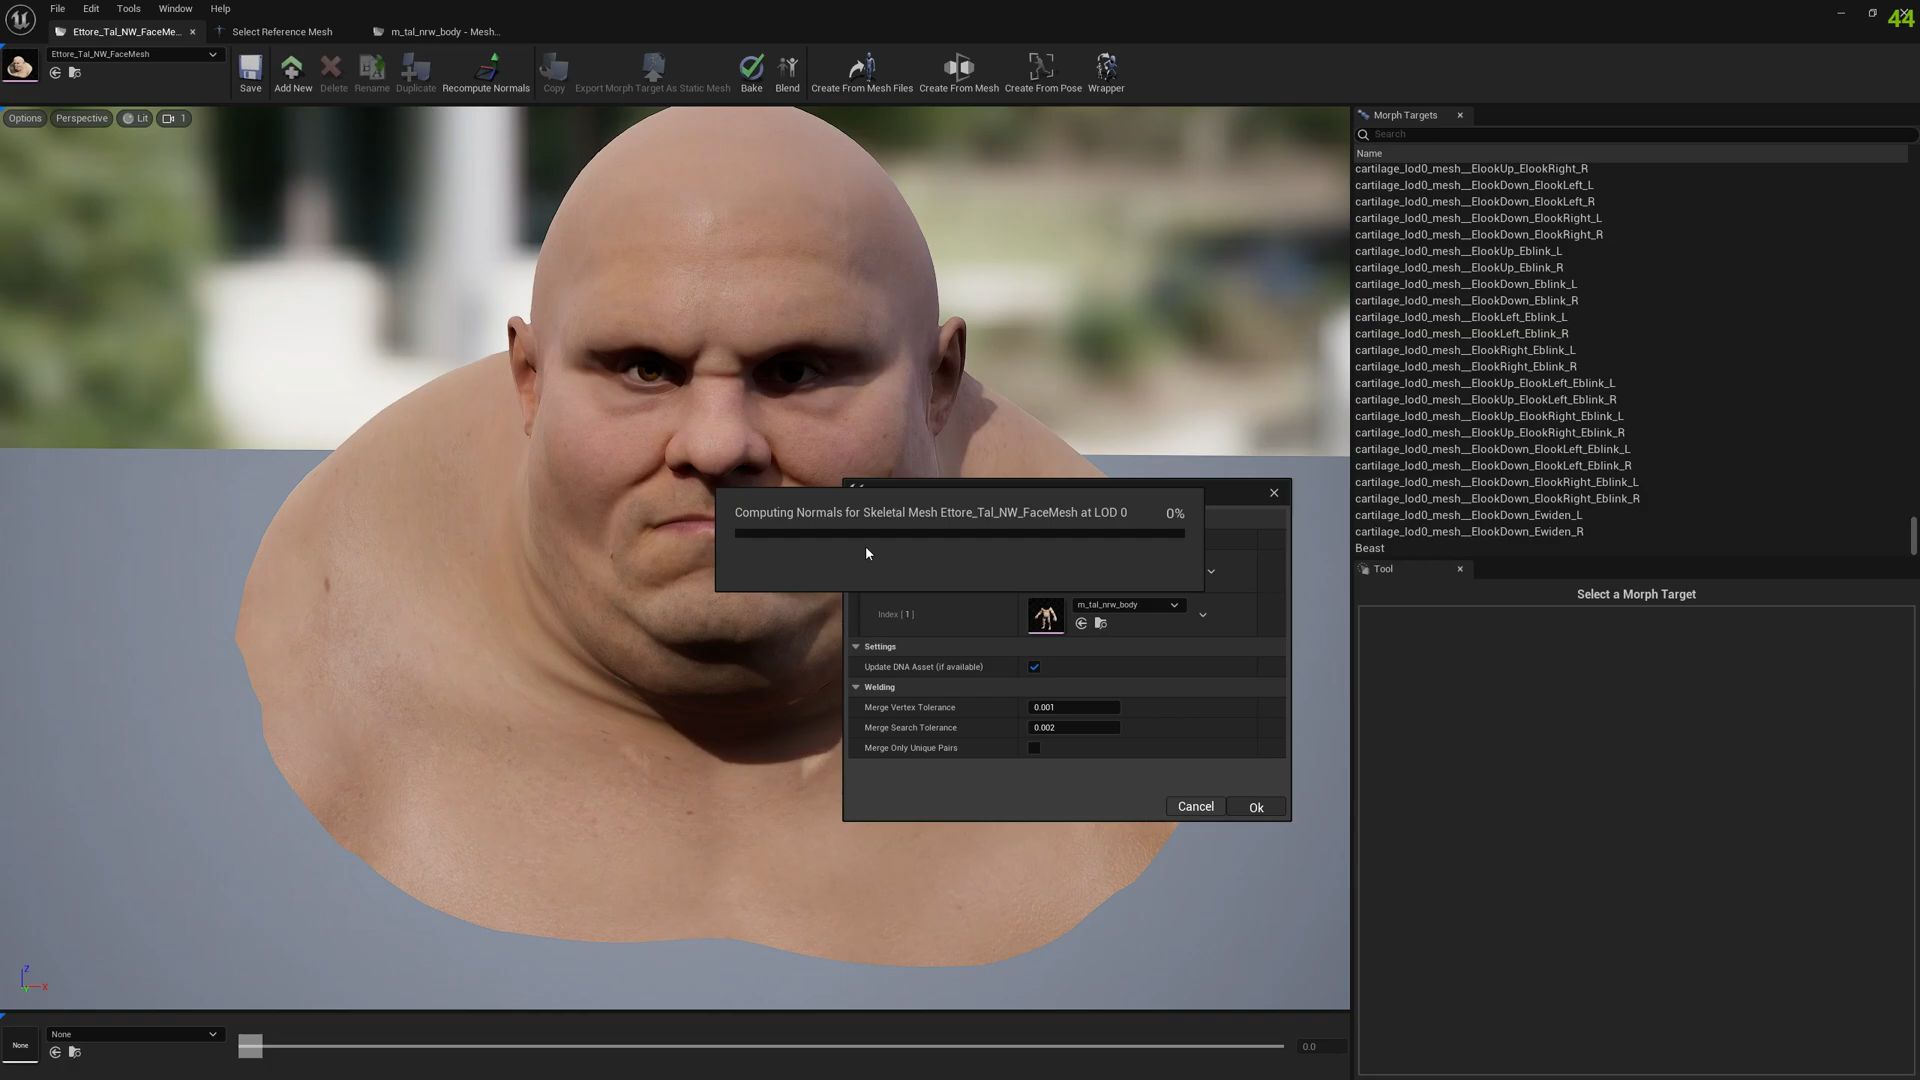 File Edit Tools Window Help
44
Ettore_Tal_NW_FaceMe...
Select Reference Mesh
m_tal_nrw_body - Mesh...
Ettore_Tal_NW_FaceMesh
Save
Add New
Delete
Rename
Duplicate
Recompute Normals
Copy
Export Morph Target As Static Mesh
Bake
Blend
Create From Mesh Files
Create From Mesh
Create From Pose
Wrapper
Options
Perspective
Lit
1
Morph Targets
Search
Name
cartilage_lod0_mesh__ElookUp_ElookRight_R
cartilage_lod0_mesh__ElookDown_ElookLeft_L
cartilage_lod0_mesh__ElookDown_ElookLeft_R
cartilage_lod0_mesh__ElookDown_ElookRight_L
cartilage_lod0_mesh__ElookDown_ElookRight_R
cartilage_lod0_mesh__ElookUp_Eblink_L
cartilage_lod0_mesh__ElookUp_Eblink_R
cartilage_lod0_mesh__ElookDown_Eblink_L
cartilage_lod0_mesh__ElookDown_Eblink_R
cartilage_lod0_mesh__ElookLeft_Eblink_L
cartilage_lod0_mesh__ElookLeft_Eblink_R
cartilage_lod0_mesh__ElookRight_Eblink_L
cartilage_lod0_mesh__ElookRight_Eblink_R
cartilage_lod0_mesh__ElookUp_ElookLeft_Eblink_L
cartilage_lod0_mesh__ElookUp_ElookLeft_Eblink_R
cartilage_lod0_mesh__ElookUp_ElookRight_Eblink_L
cartilage_lod0_mesh__ElookUp_ElookRight_Eblink_R
cartilage_lod0_mesh__ElookDown_ElookLeft_Eblink_L
cartilage_lod0_mesh__ElookDown_ElookLeft_Eblink_R
cartilage_lod0_mesh__ElookDown_ElookRight_Eblink_L
cartilage_lod0_mesh__ElookDown_ElookRight_Eblink_R
cartilage_lod0_mesh__ElookDown_Ewiden_L
cartilage_lod0_mesh__ElookDown_Ewiden_R
Beast
Tool
Select a Morph Target
Computing Normals for Skeletal Mesh Ettore_Tal_NW_FaceMesh at LOD 0 0%
Index [ 1 ]
m_tal_nrw_body
Settings
Update DNA Asset (if available)
Welding
Merge Vertex Tolerance 0.001
Merge Search Tolerance 0.002
Merge Only Unique Pairs
Cancel
Ok
Z
X
None
None
0.0